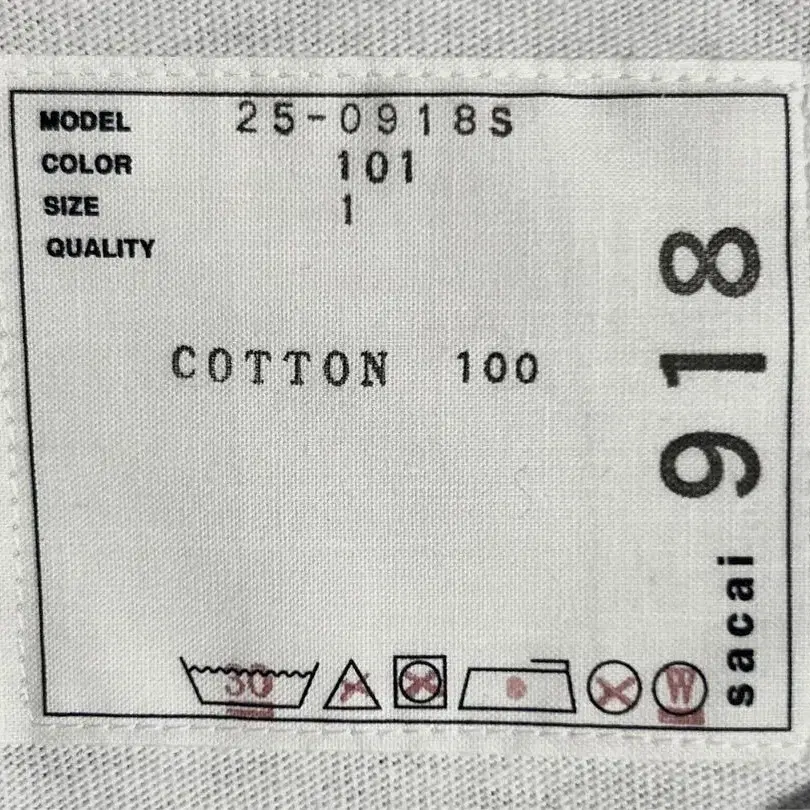 MODEL 25-0918S
COLOR 101
SIZE 1
QUALITY
COTTON 100
30
W
sacai 918